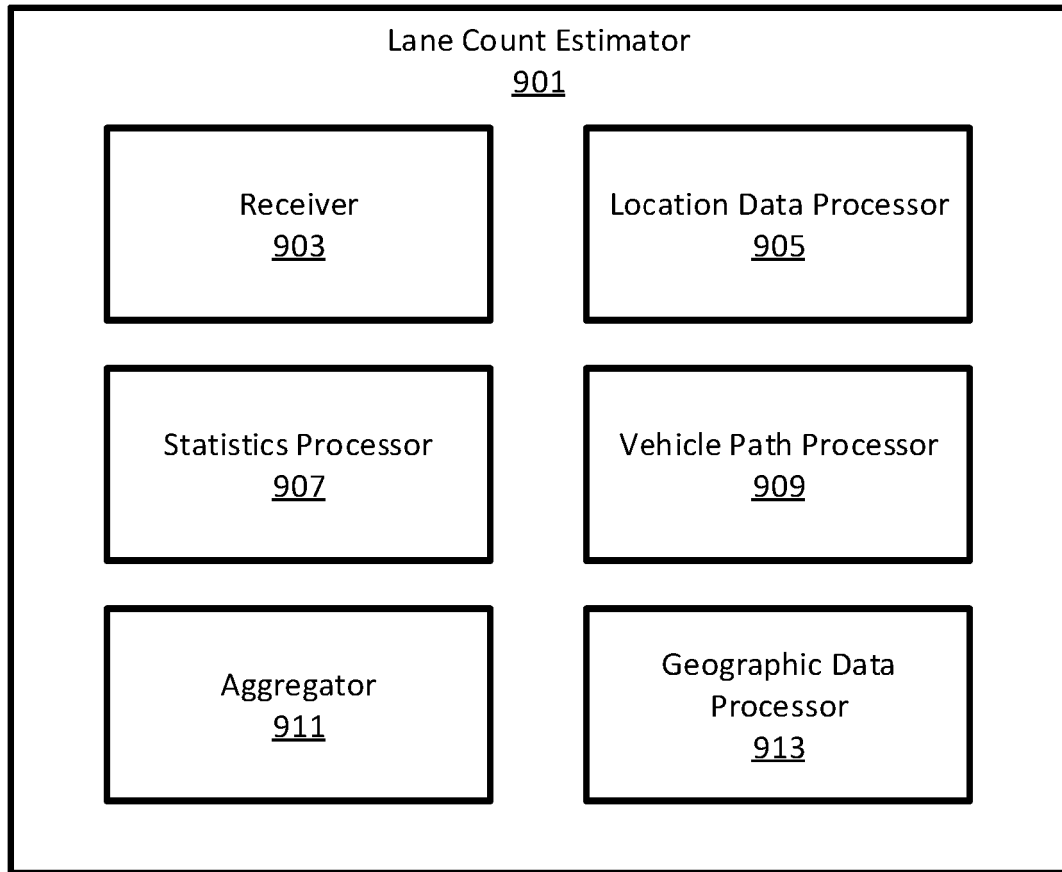 Lane Count Estimator
901
Receiver
903
Location Data Processor
905
Statistics Processor
907
Vehicle Path Processor
909
Aggregator
911
Geographic Data
Processor
913